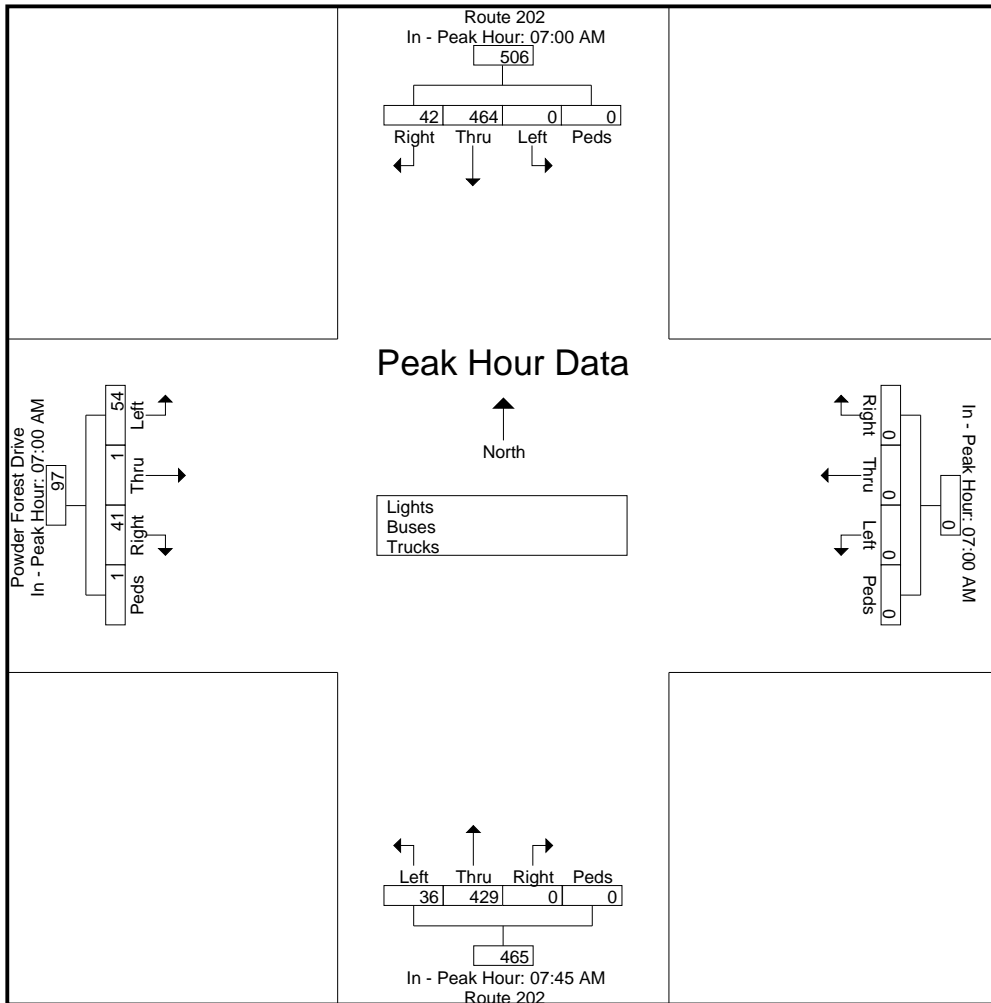 Route 202
In - Peak Hour: 07:00 AM
506
42 464 0 0
Right Thru Left Peds
Peak Hour Data
North
Lights
Buses
Trucks
Powder Forest Drive
In - Peak Hour: 07:00 AM
97
54 1 41 1
Left Thru Right Peds
In - Peak Hour: 07:00 AM
0
0 0 0 0
Right Thru Left Peds
Left Thru Right Peds
36 429 0 0
465
In - Peak Hour: 07:45 AM
Route 202